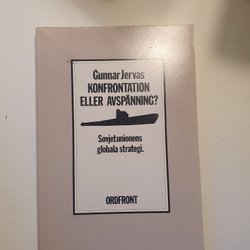 Gunnar Jervas
KONFRONTATION
ELLER AVSPÄNNING?
Sovjetunionens
globala strategi.
ORDFRONT